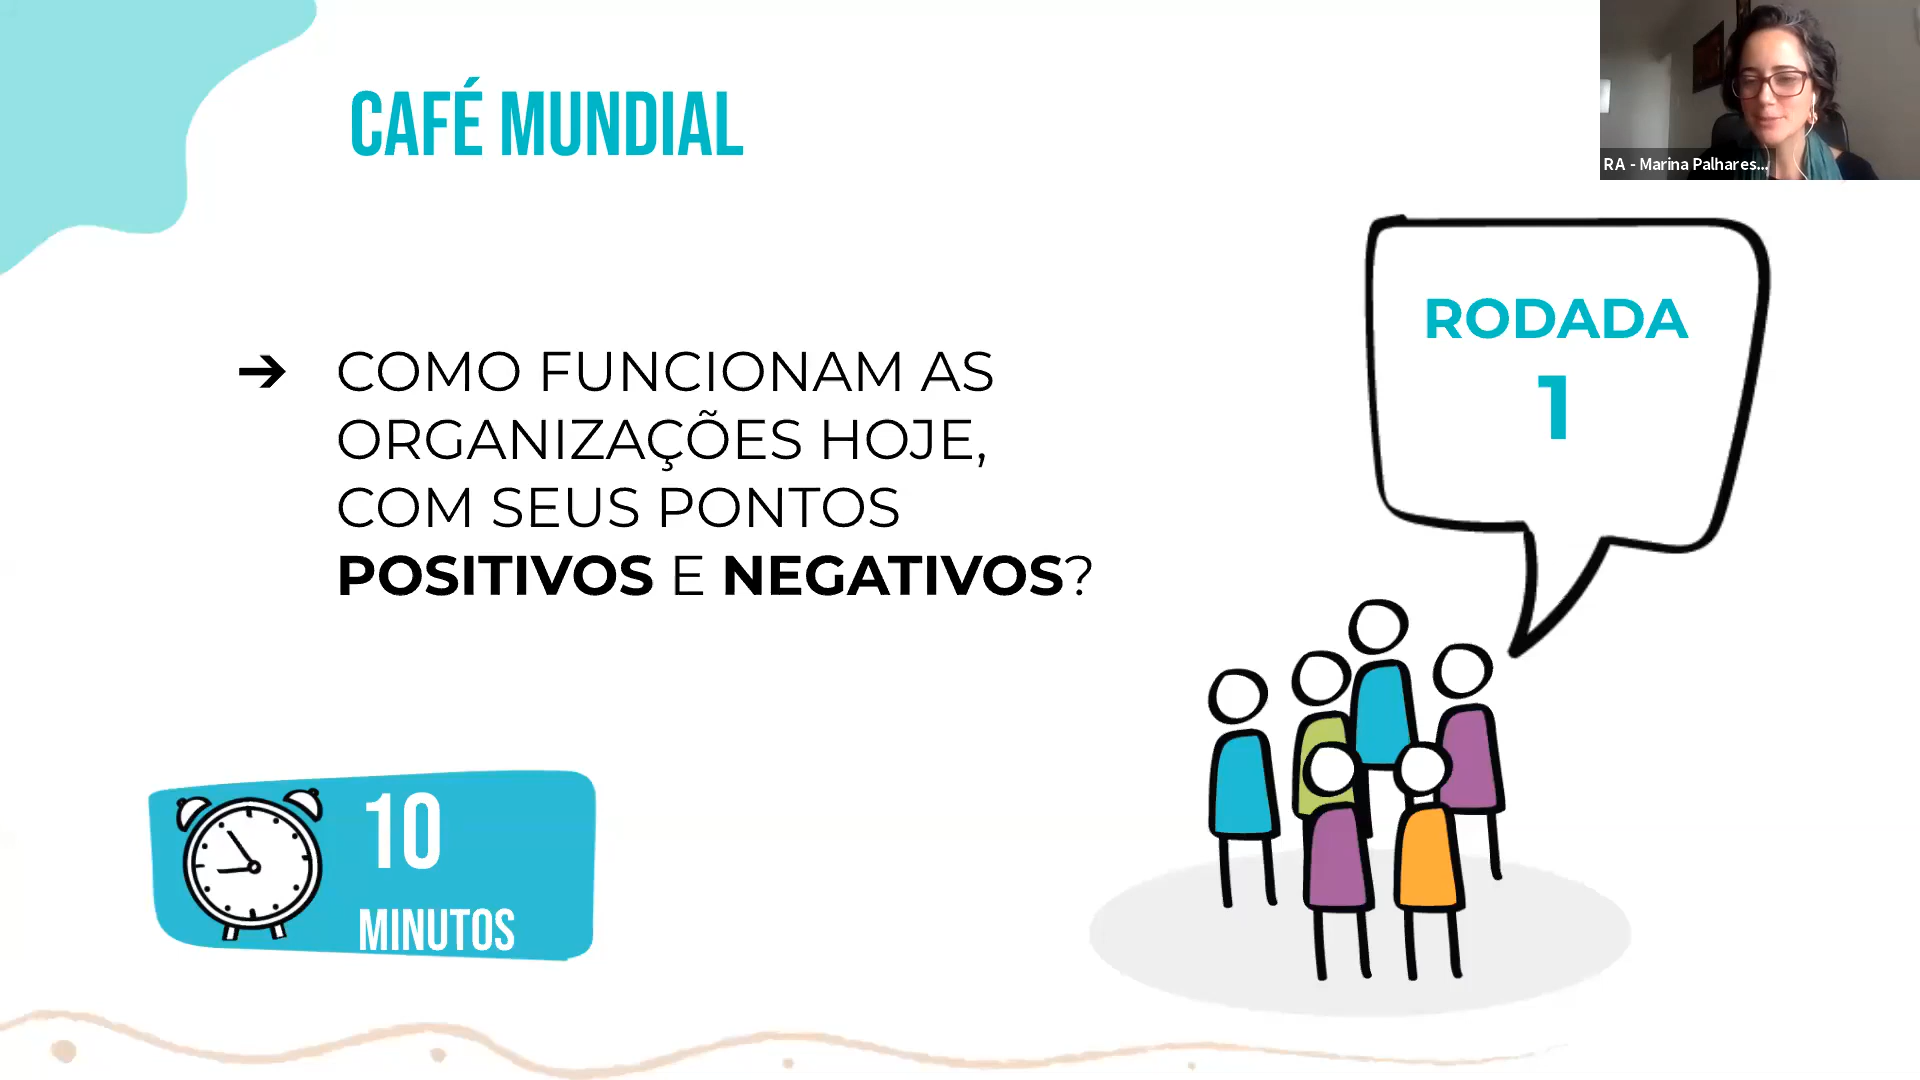 CAFÉ MUNDIAL
RA - Marina Palhares...
RODADA
1
➔ COMO FUNCIONAM AS
ORGANIZAÇÕES HOJE,
COM SEUS PONTOS
POSITIVOS E NEGATIVOS?
10
MINUTOS